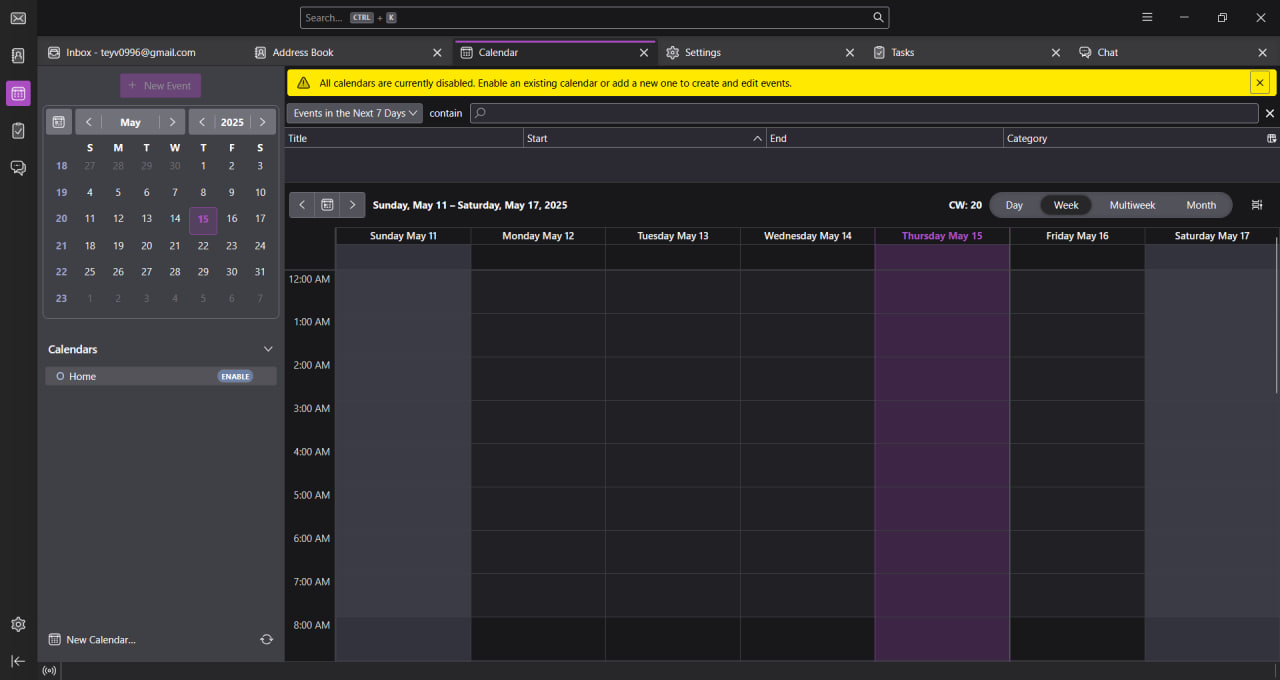 Search... CTRL + K
Inbox - teyv0996@gmail.com Address Book Calendar Settings Tasks Chat
+ New Event
All calendars are currently disabled. Enable an existing calendar or add a new one to create and edit events.
Events in the Next 7 Days contain
Title Start End Category
May 2025
S M T W T F S
18 27 28 29 30 1 2 3
19 4 5 6 7 8 9 10
20 11 12 13 14 15 16 17
21 18 19 20 21 22 23 24
22 25 26 27 28 29 30 31
23 1 2 3 4 5 6 7
Calendars
Home ENABLE
New Calendar...
Sunday, May 11 – Saturday, May 17, 2025 CW: 20 Day Week Multiweek Month
Sunday May 11 Monday May 12 Tuesday May 13 Wednesday May 14 Thursday May 15 Friday May 16 Saturday May 17
12:00 AM
1:00 AM
2:00 AM
3:00 AM
4:00 AM
5:00 AM
6:00 AM
7:00 AM
8:00 AM